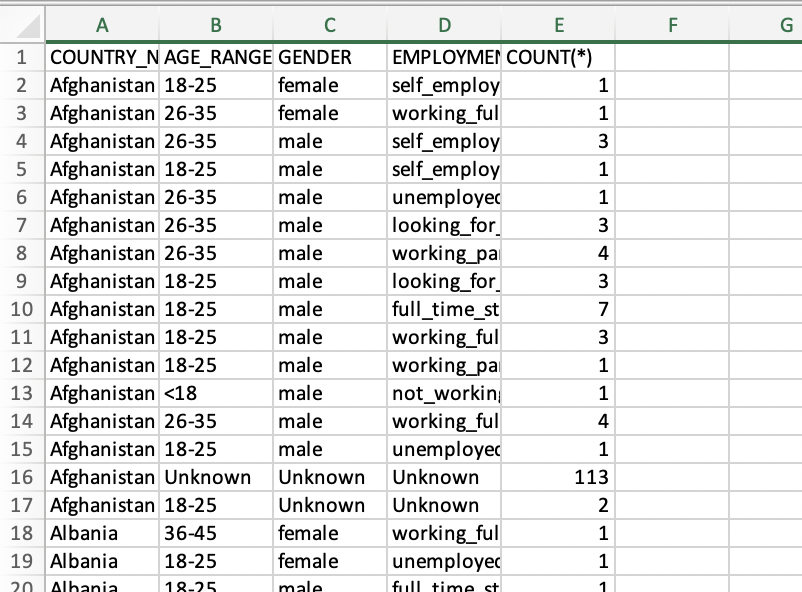 A B C D E F G
1 COUNTRY_N AGE_RANGE GENDER EMPLOYMEN COUNT(*)
2 Afghanistan 18-25 female self_employ 1
3 Afghanistan 26-35 female working_ful 1
4 Afghanistan 26-35 male self_employ 3
5 Afghanistan 18-25 male self_employ 1
6 Afghanistan 26-35 male unemployed 1
7 Afghanistan 26-35 male looking_for_ 3
8 Afghanistan 26-35 male working_par 4
9 Afghanistan 18-25 male looking_for_ 3
10 Afghanistan 18-25 male full_time_st 7
11 Afghanistan 18-25 male working_ful 3
12 Afghanistan 18-25 male working_par 1
13 Afghanistan <18 male not_working 1
14 Afghanistan 26-35 male working_ful 4
15 Afghanistan 18-25 male unemployed 1
16 Afghanistan Unknown Unknown Unknown 113
17 Afghanistan 18-25 Unknown Unknown 2
18 Albania 36-45 female working_ful 1
19 Albania 18-25 female unemployed 1
20 Albania 18-25 male full_time_st 1